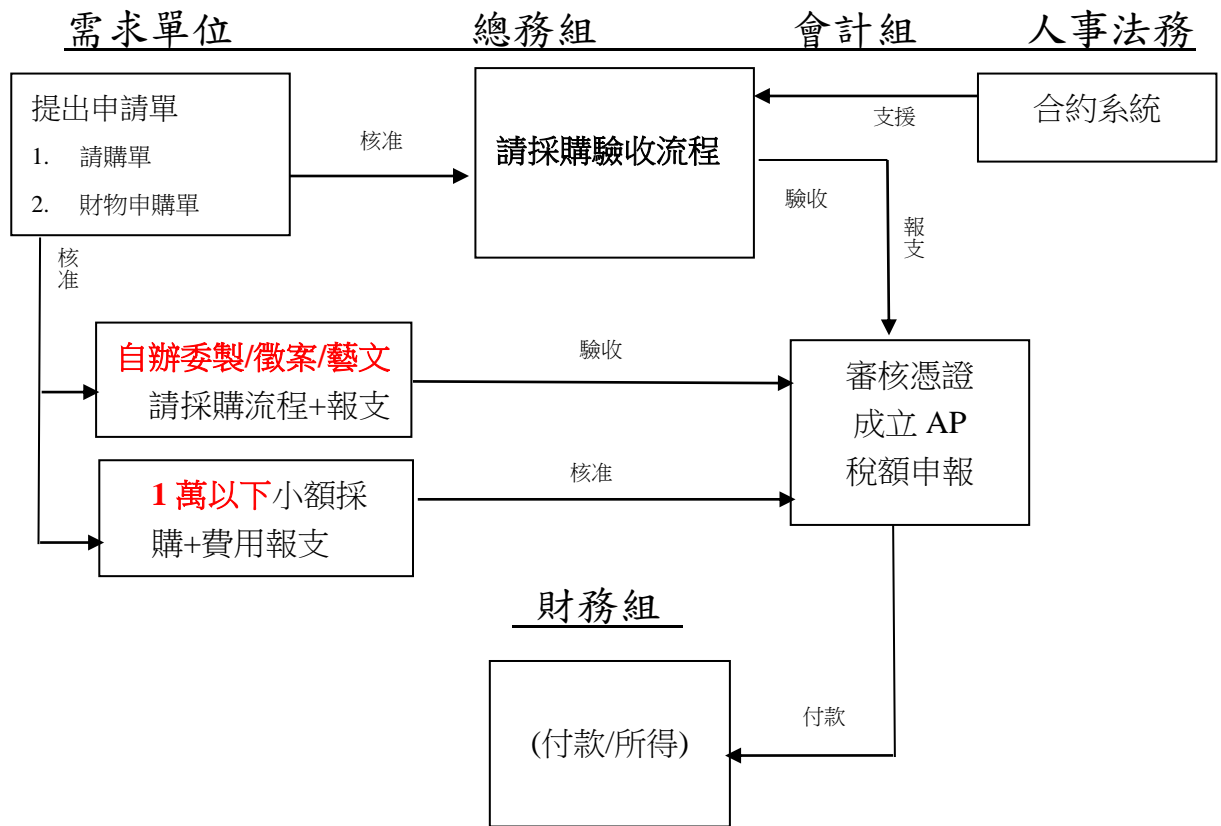 需求單位
總務組
會計組
人事法務
提出申請單
1. 請購單
2. 財物申購單
核准
請採購驗收流程
支援
合約系統
驗收
報支
核准
自辦委製/徵案/藝文
請採購流程+報支
驗收
審核憑證
成立 AP
稅額申報
1 萬以下小額採
購+費用報支
核准
財務組
(付款/所得)
付款